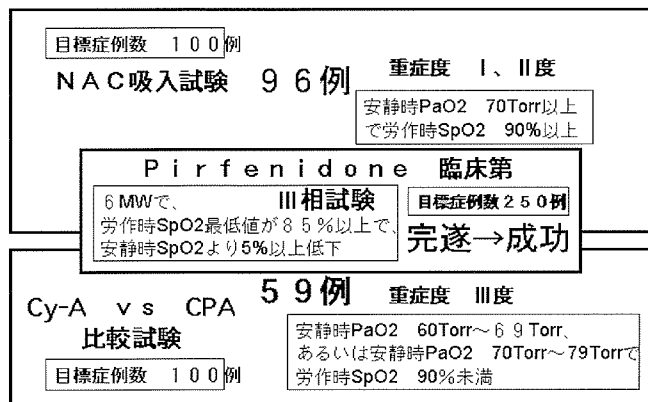 目標症例数　１００例
ＮＡＣ吸入試験　９６例
重症度　Ⅰ、Ⅱ度
安静時PaO2　70Torr以上
で労作時SpO2　90%以上
Ｐｉｒｆｅｎｉｄｏｎｅ　臨床第
Ⅲ相試験
６MWで、
労作時SpO2最低値が８５%以上で、
安静時SpO2より5%以上低下
目標症例数２５０例
完遂→成功
Cy-A　ｖｓ　CPA　５９例
比較試験
目標症例数　１００例
重症度　Ⅲ度
安静時PaO2　60Torr～６９Torr、
あるいは安静時PaO2　70Torr～79Torrで
労作時SpO2　90%未満